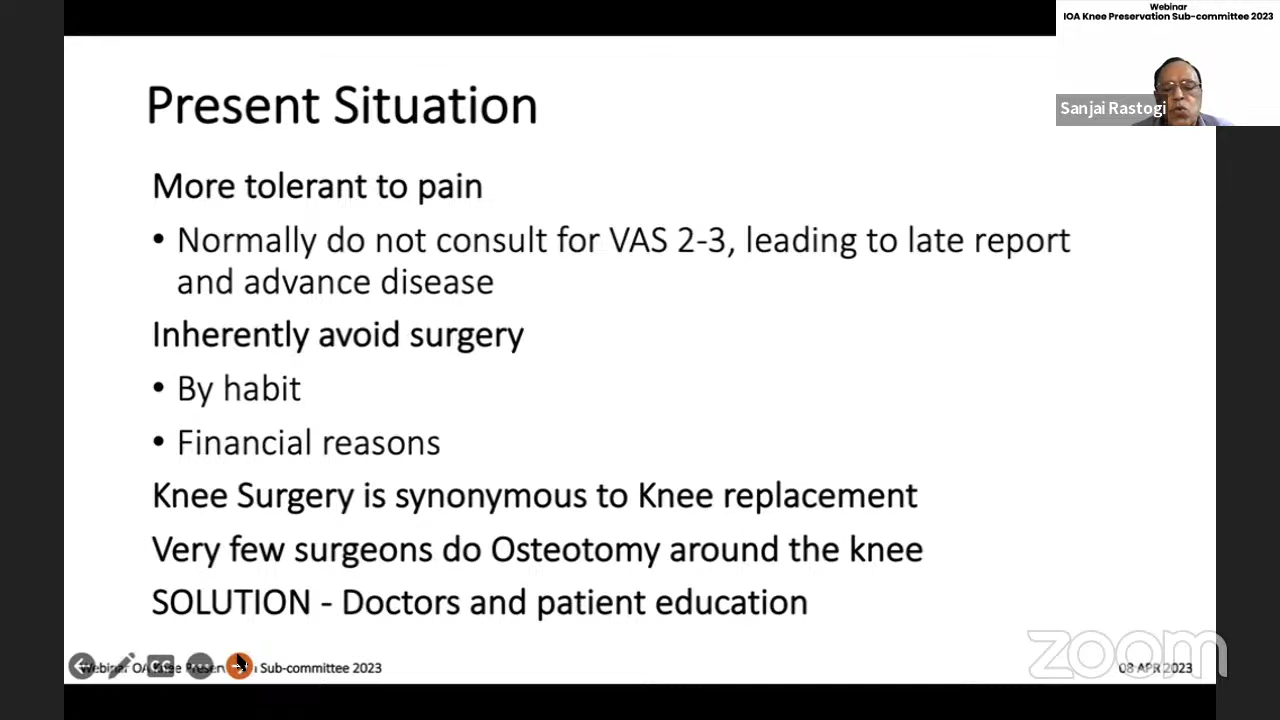 Webinar
IOA Knee Preservation Sub-committee 2023
Sanjai Rastogi
Present Situation
More tolerant to pain
• Normally do not consult for VAS 2-3, leading to late report
and advance disease
Inherently avoid surgery
• By habit
• Financial reasons
Knee Surgery is synonymous to Knee replacement
Very few surgeons do Osteotomy around the knee
SOLUTION - Doctors and patient education
Webinar Knee Sub-committee 2023
08 APR 2023
zoom